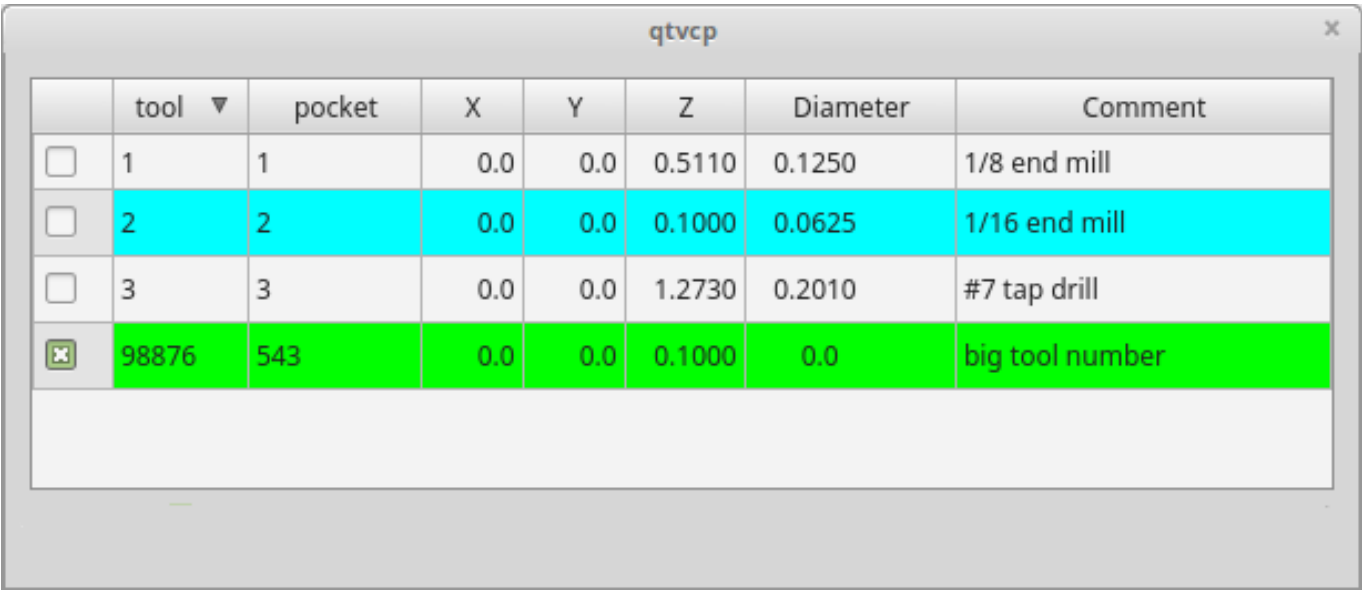 qtvcp
tool pocket X Y Z Diameter Comment
1 1 0.0 0.0 0.5110 0.1250 1/8 end mill
2 2 0.0 0.0 0.1000 0.0625 1/16 end mill
3 3 0.0 0.0 1.2730 0.2010 #7 tap drill
98876 543 0.0 0.0 0.1000 0.0 big tool number